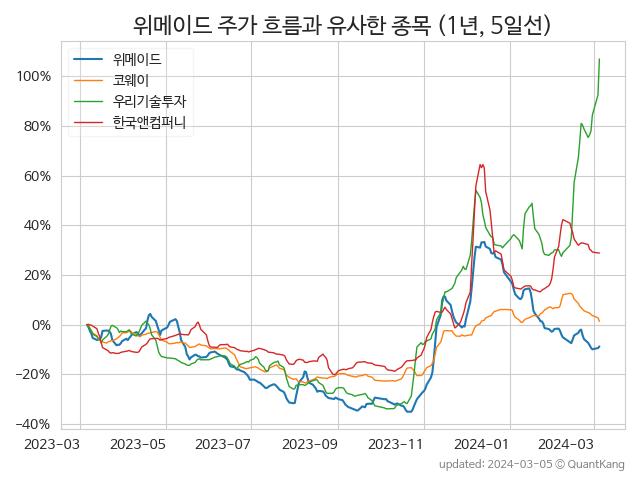 위메이드 주가 흐름과 유사한 종목 (1년, 5일선)
위메이드
코웨이
우리기술투자
한국앤컴퍼니
100%
80%
60%
40%
20%
0%
−20%
−40%
2023-03 2023-05 2023-07 2023-09 2023-11 2024-01 2024-03
updated: 2024-03-05 © QuantKang